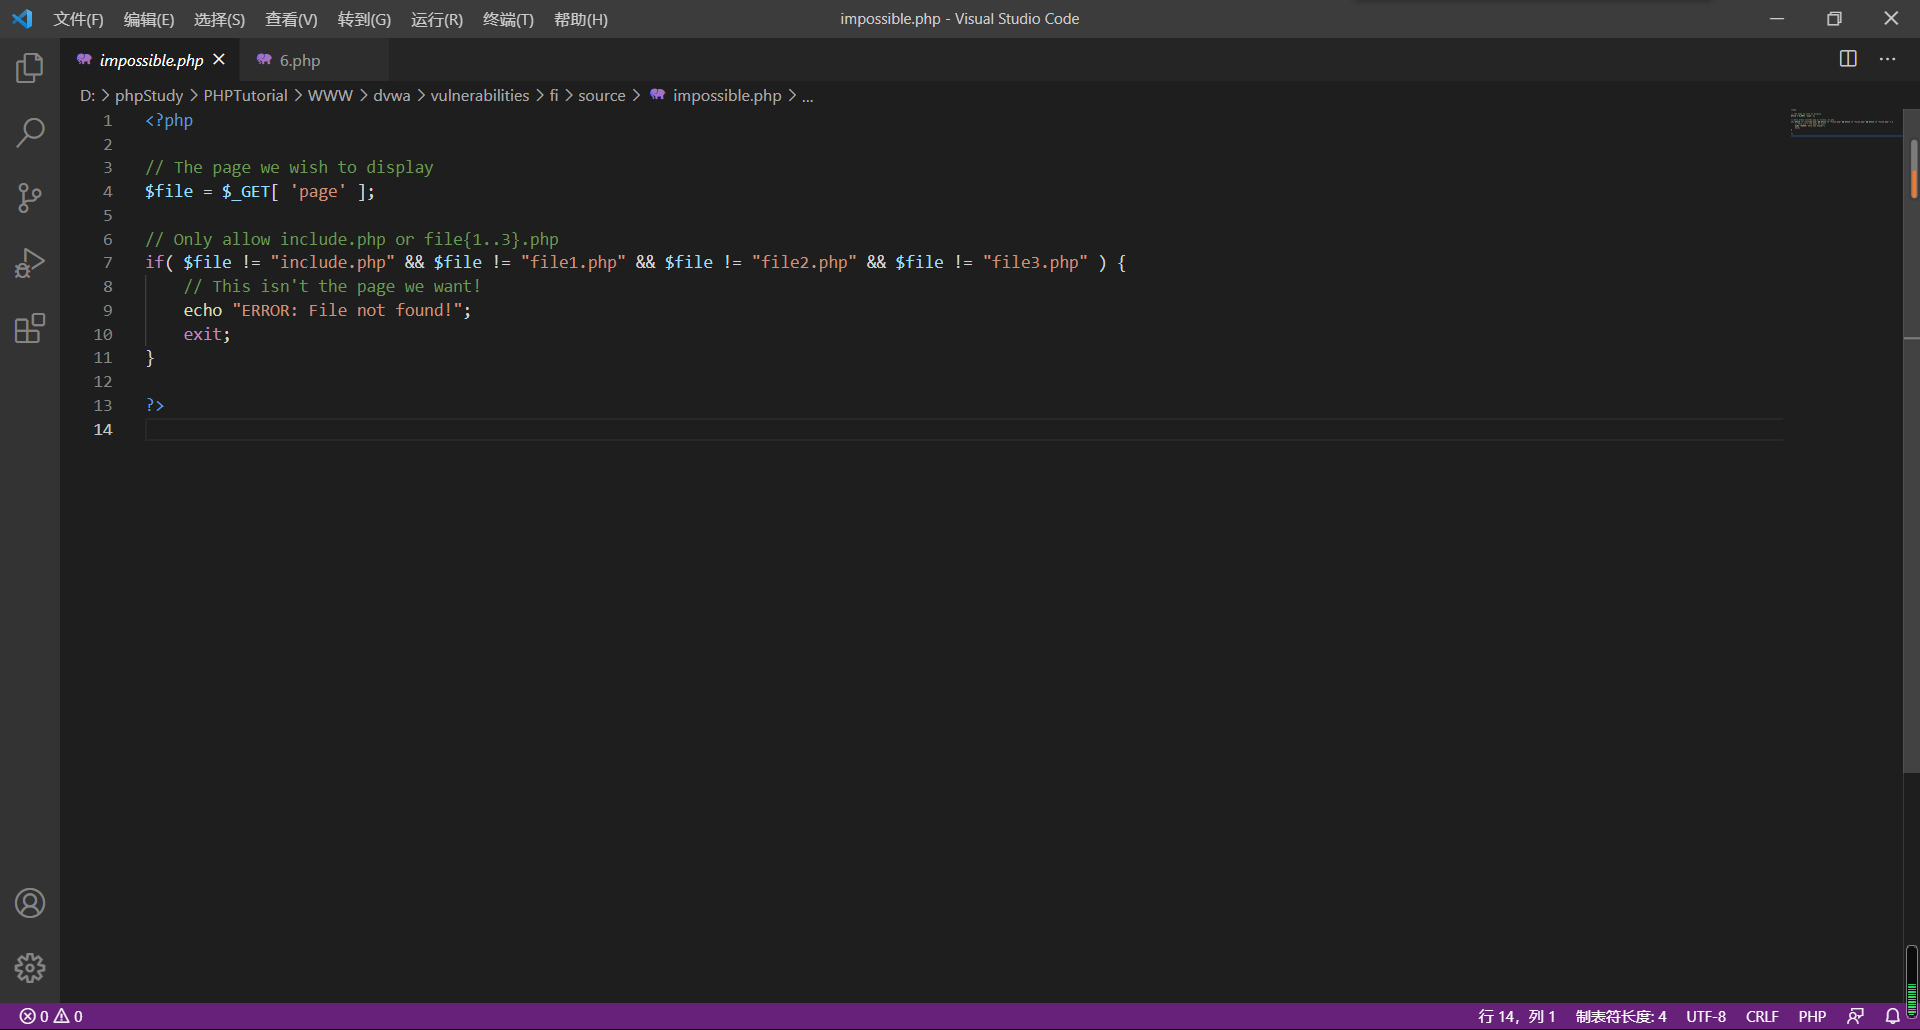 文件(F) 编辑(E) 选择(S) 查看(V) 转到(G) 运行(R) 终端(T) 帮助(H) impossible.php - Visual Studio Code
impossible.php 6.php
D: > phpStudy > PHPTutorial > WWW > dvwa > vulnerabilities > fi > source > impossible.php > ...
1 <?php
2
3 // The page we wish to display
4 $file = $_GET[ 'page' ];
5
6 // Only allow include.php or file{1..3}.php
7 if( $file != "include.php" && $file != "file1.php" && $file != "file2.php" && $file != "file3.php" ) {
8 // This isn't the page we want!
9 echo "ERROR: File not found!";
10 exit;
11 }
12
13 ?>
14
0 0 行 14，列 1 制表符长度: 4 UTF-8 CRLF PHP